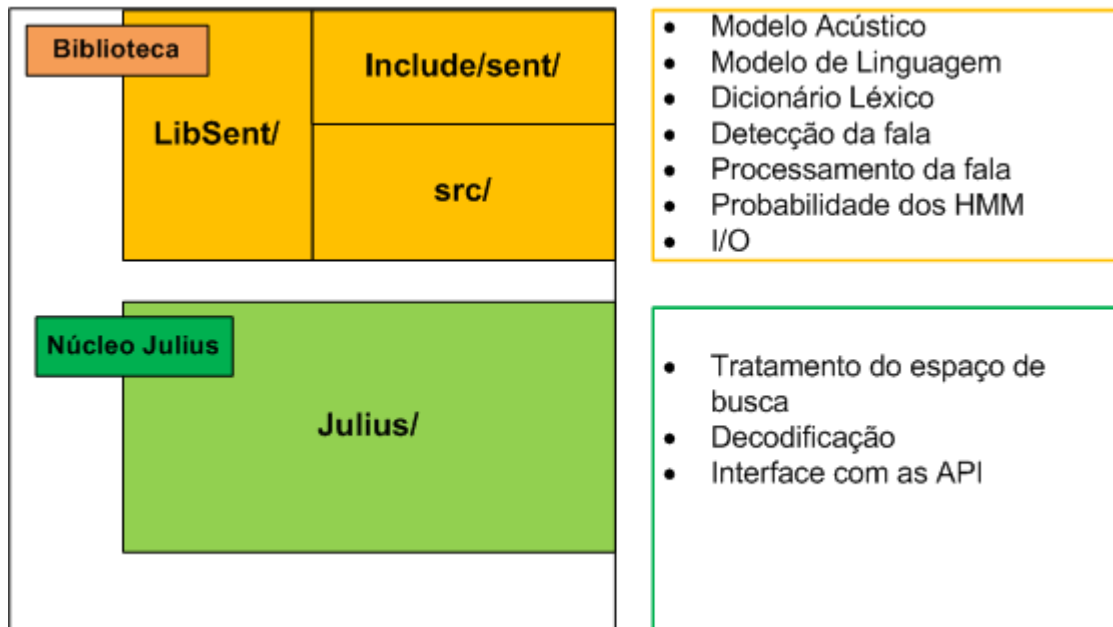 Biblioteca
LibSent/
Include/sent/
src/
• Modelo Acústico
• Modelo de Linguagem
• Dicionário Léxico
• Detecção da fala
• Processamento da fala
• Probabilidade dos HMM
• I/O
Núcleo Julius
Julius/
• Tratamento do espaço de
busca
• Decodificação
• Interface com as API